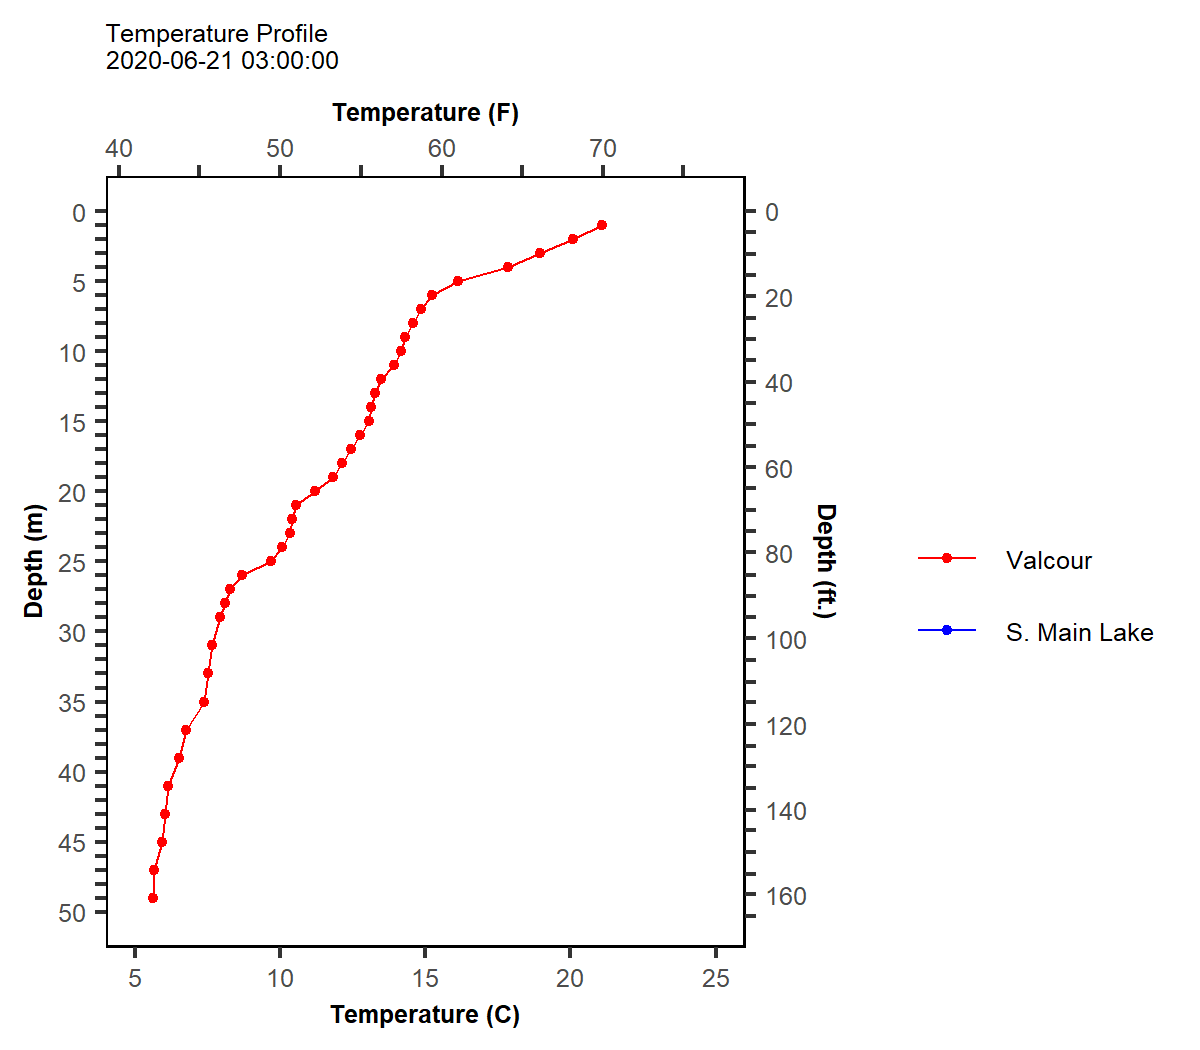 Temperature Profile
2020-06-21 03:00:00
Temperature (F)
40 50 60 70
0 5 10 15 20 25 30 35 40 45 50
Depth (m)
0 20 40 60 80 100 120 140 160
Depth (ft.)
Valcour
S. Main Lake
5 10 15 20 25
Temperature (C)